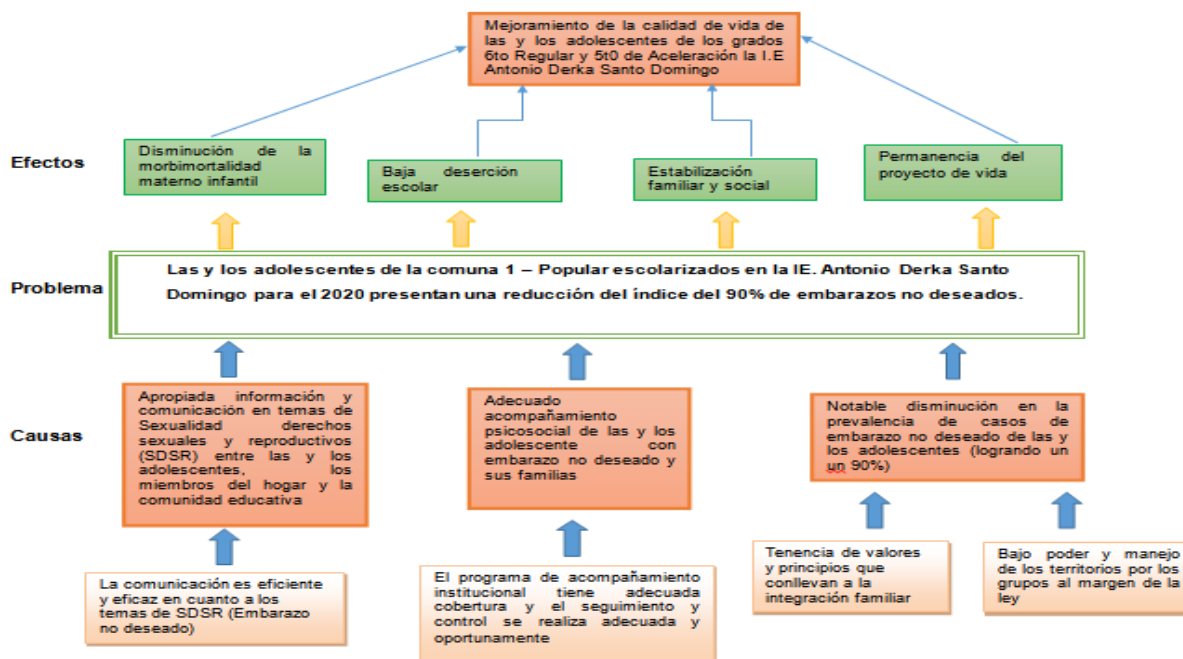 Mejoramiento de la calidad de vida de
las y los adolescentes de los grados
6to Regular y 5t0 de Aceleración la I.E
Antonio Derka Santo Domingo
Efectos
Disminución de la
morbimortalidad
materno infantil
Baja deserción
escolar
Estabilización
familiar y social
Permanencia del
proyecto de vida
Problema
Las y los adolescentes de la comuna 1 – Popular escolarizados en la IE. Antonio Derka Santo
Domingo para el 2020 presentan una reducción del índice del 90% de embarazos no deseados.
Causas
Apropiada información y
comunicación en temas de
Sexualidad derechos
sexuales y reproductivos
(SDSR) entre las y los
adolescentes, los
miembros del hogar y la
comunidad educativa
Adecuado
acompañamiento
psicosocial de las y los
adolescente con
embarazo no deseado y
sus familias
Notable disminución en la
prevalencia de casos de
embarazo no deseado de las y
los adolescentes (logrando un
un 90%)
La comunicación es eficiente
y eficaz en cuanto a los
temas de SDSR (Embarazo
no deseado)
El programa de acompañamiento
institucional tiene adecuada
cobertura y el seguimiento y
control se realiza adecuada y
oportunamente
Tenencia de valores
y principios que
conllevan a la
integración familiar
Bajo poder y manejo
de los territorios por los
grupos al margen de la
ley